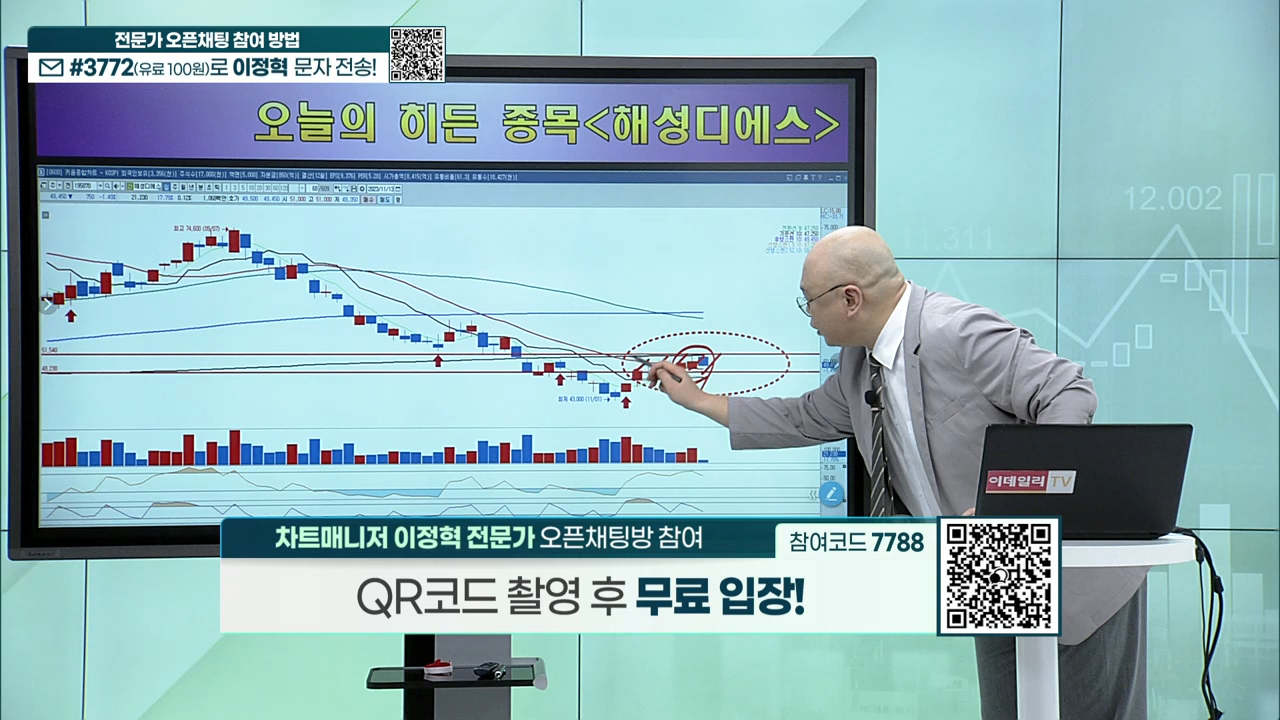 전문가 오픈채팅 참여 방법
#3772(유료 100원)로 이정혁 문자 전송!
오늘의 히든 종목<해성디에스>
최고 74,600 (09/07)
12.002
.311
51,540
48,230
최저 43,000 (11/01)
이데일리TV
차트매니저 이정혁 전문가 오픈채팅방 참여
참여코드 7788
QR코드 촬영 후 무료 입장!